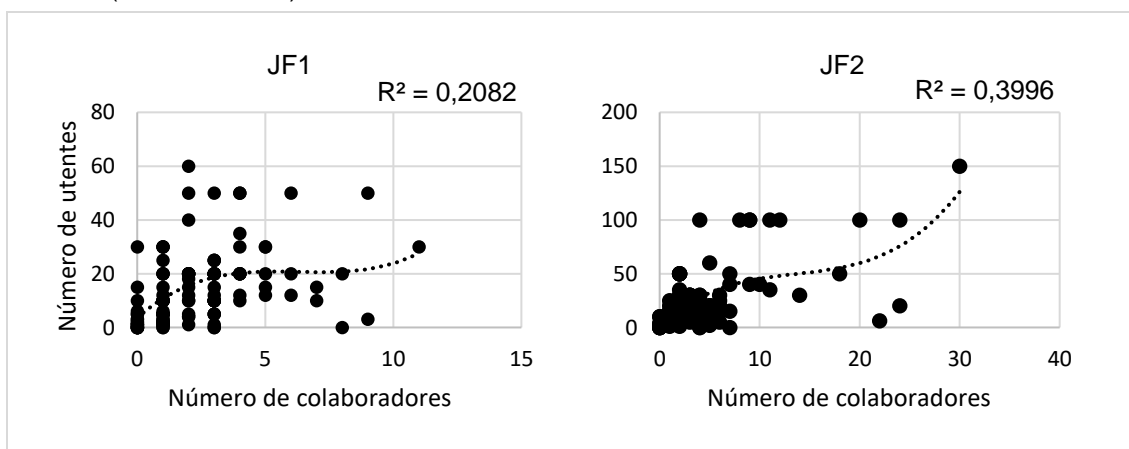 JF1
R² = 0,2082
Número de utentes
80
60
40
20
0
0 5 10 15
Número de colaboradores
JF2
R² = 0,3996
200
150
100
50
0
0 10 20 30 40
Número de colaboradores